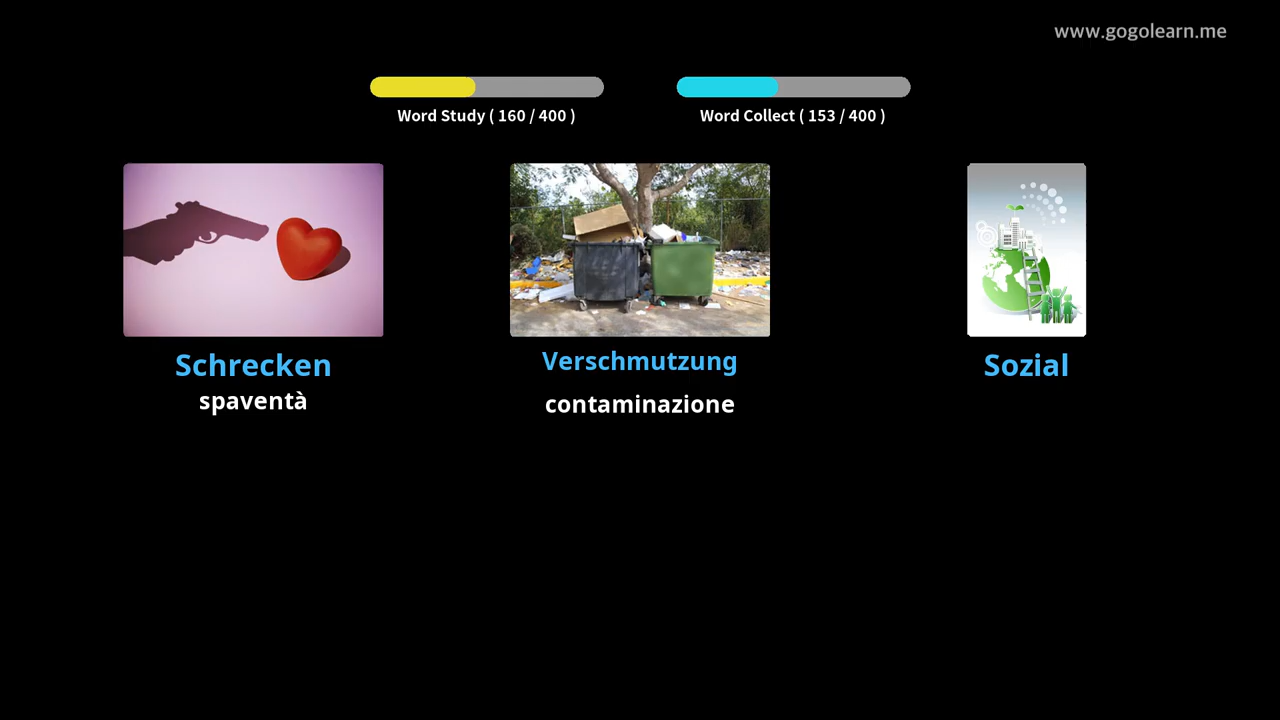 www.gogolearn.me
Word Study ( 160 / 400 )
Word Collect ( 153 / 400 )
Schrecken
spaventà
Verschmutzung
contaminazione
Sozial